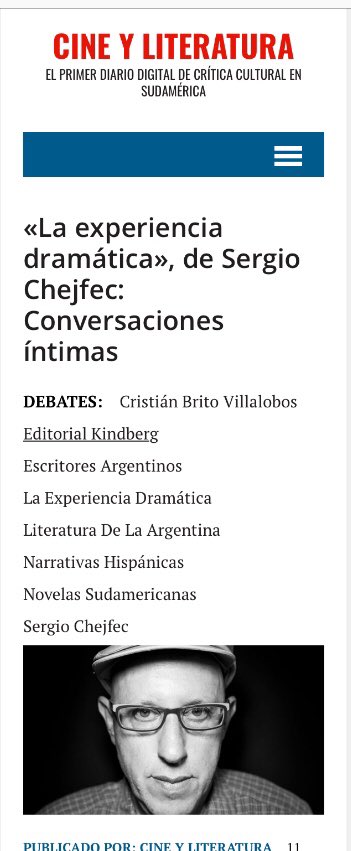 CINE Y LITERATURA
EL PRIMER DIARIO DIGITAL DE CRÍTICA CULTURAL EN
SUDAMÉRICA
«La experiencia
dramática», de Sergio
Chejfec:
Conversaciones
íntimas
DEBATES: Cristián Brito Villalobos
Editorial Kindberg
Escritores Argentinos
La Experiencia Dramática
Literatura De La Argentina
Narrativas Hispánicas
Novelas Sudamericanas
Sergio Chejfec
PUBLICADO POR: CINE Y LITERATURA 11